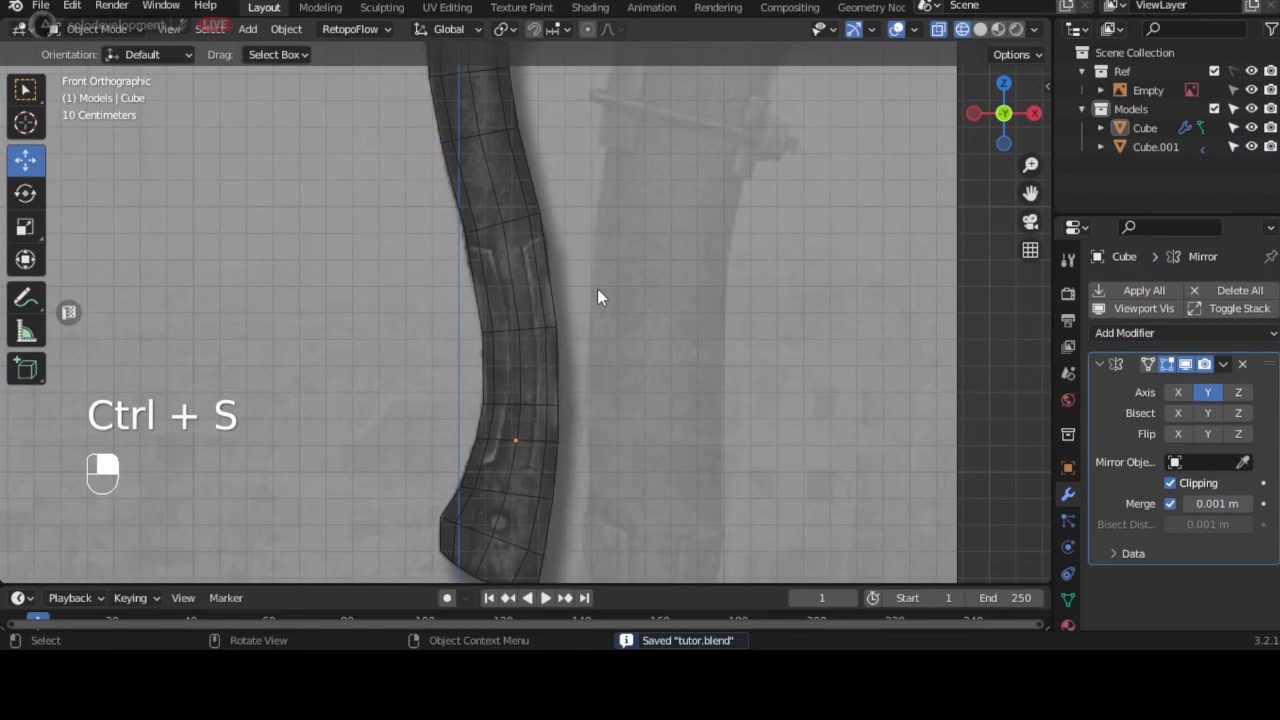 File Edit Render Window Help Layout Modeling Sculpting UV Editing Texture Paint Shading Animation Rendering Compositing Geometry Noc Scene ViewLayer
solodevelopment LIVE
Object Mode View Select Add Object RetopoFlow Global
Orientation: Default Drag: Select Box Options
Front Orthographic
(1) Models | Cube
10 Centimeters
Z
-Y
X
Scene Collection
Ref
Empty
Models
Cube
Cube.001
Cube > Mirror
Apply All Delete All
Viewport Vis Toggle Stack
Add Modifier
Axis X Y Z
Bisect X Y Z
Flip X Y Z
Mirror Obje...
Clipping
Merge 0.001 m
Bisect Dist... 0.001 m
Data
Ctrl + S
Playback Keying View Marker 1 Start 1 End 250
1
Select Rotate View Object Context Menu Saved "tutor.blend" 3.2.1